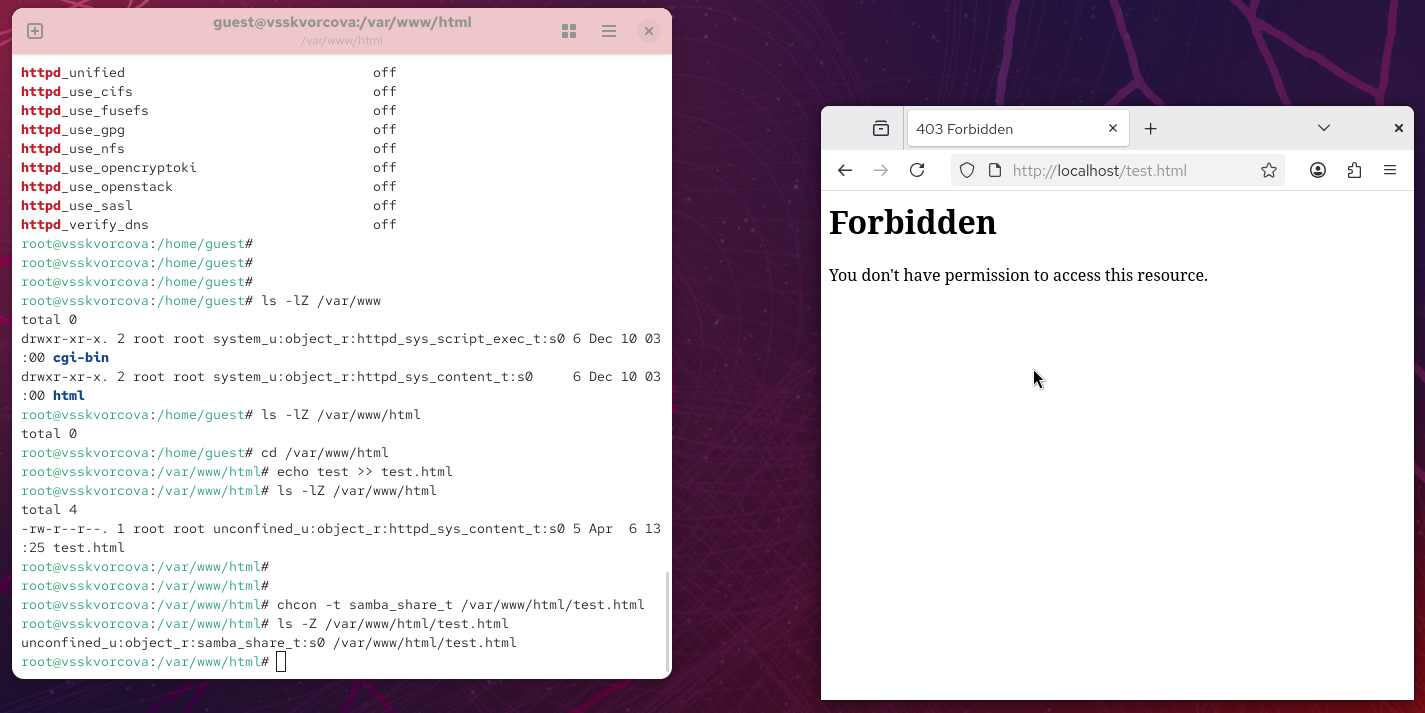 guest@vsskvorcova:/var/www/html
/var/www/html
httpd_unified off
httpd_use_cifs off
httpd_use_fusefs off
httpd_use_gpg off
httpd_use_nfs off
httpd_use_opencryptoki off
httpd_use_openstack off
httpd_use_sasl off
httpd_verify_dns off
root@vsskvorcova:/home/guest#
root@vsskvorcova:/home/guest#
root@vsskvorcova:/home/guest#
root@vsskvorcova:/home/guest# ls -lZ /var/www
total 0
drwxr-xr-x. 2 root root system_u:object_r:httpd_sys_script_exec_t:s0 6 Dec 10 03
:00 cgi-bin
drwxr-xr-x. 2 root root system_u:object_r:httpd_sys_content_t:s0 6 Dec 10 03
:00 html
root@vsskvorcova:/home/guest# ls -lZ /var/www/html
total 0
root@vsskvorcova:/home/guest# cd /var/www/html
root@vsskvorcova:/var/www/html# echo test >> test.html
root@vsskvorcova:/var/www/html# ls -lZ /var/www/html
total 4
-rw-r--r--. 1 root root unconfined_u:object_r:httpd_sys_content_t:s0 5 Apr  6 13
:25 test.html
root@vsskvorcova:/var/www/html#
root@vsskvorcova:/var/www/html#
root@vsskvorcova:/var/www/html# chcon -t samba_share_t /var/www/html/test.html
root@vsskvorcova:/var/www/html# ls -Z /var/www/html/test.html
unconfined_u:object_r:samba_share_t:s0 /var/www/html/test.html
root@vsskvorcova:/var/www/html#
403 Forbidden
http://localhost/test.html
Forbidden
You don't have permission to access this resource.